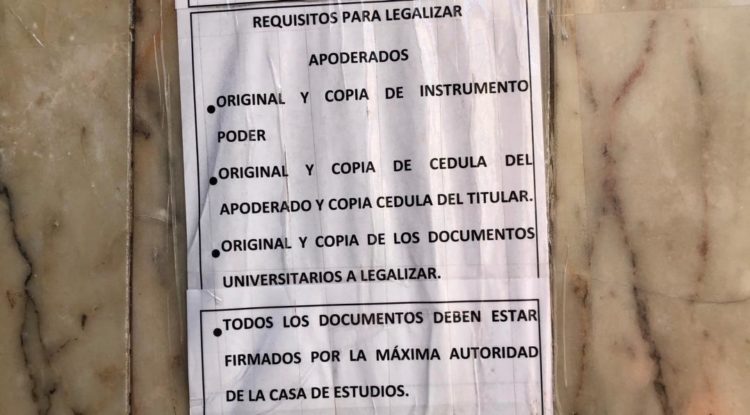 REQUISITOS PARA LEGALIZAR
APODERADOS
•ORIGINAL Y COPIA DE INSTRUMENTO
PODER
•ORIGINAL Y COPIA DE CEDULA DEL
APODERADO Y COPIA CEDULA DEL TITULAR.
•ORIGINAL Y COPIA DE LOS DOCUMENTOS
UNIVERSITARIOS A LEGALIZAR.
•TODOS LOS DOCUMENTOS DEBEN ESTAR
FIRMADOS POR LA MÁXIMA AUTORIDAD
DE LA CASA DE ESTUDIOS.